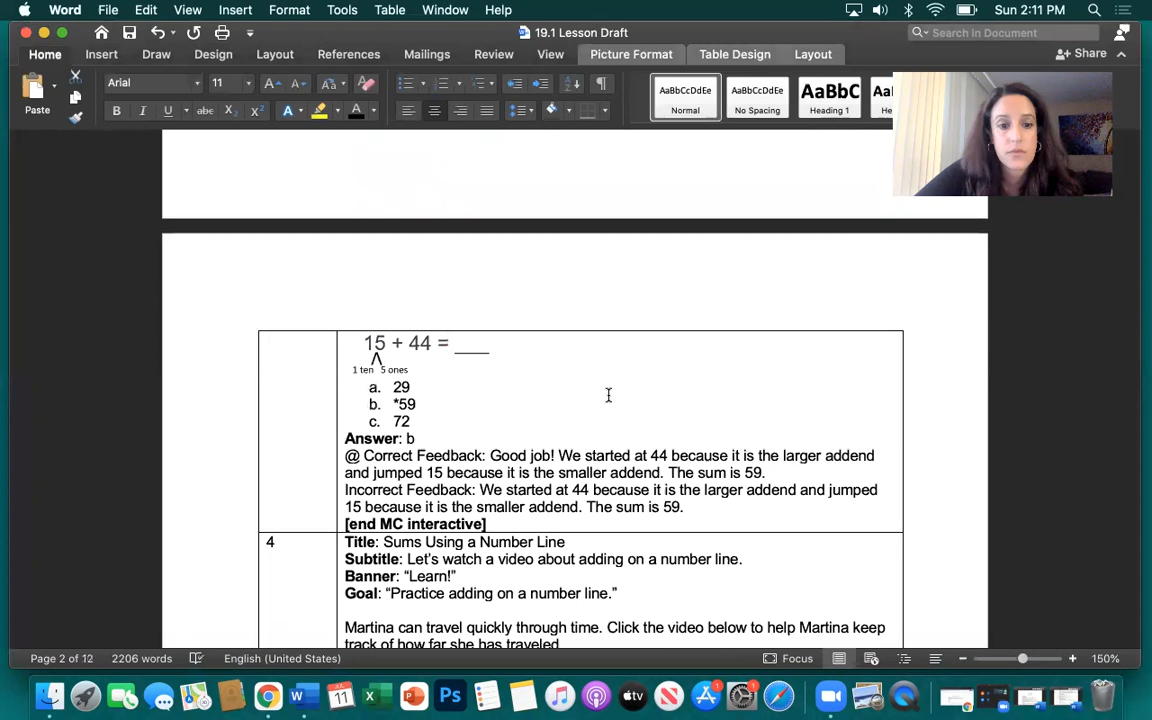 Word File Edit View Insert Format Tools Table Window Help Sun 2:11 PM
19.1 Lesson Draft Search in Document
Home Insert Draw Design Layout References Mailings Review View Picture Format Table Design Layout Share
Paste Arial 11 AaBbCcDdEe AaBbCcDdEe AaBbC
Normal No Spacing Heading 1
15 + 44 = ____
1 ten 5 ones
a. 29
b. *59
c. 72
Answer: b
@ Correct Feedback: Good job! We started at 44 because it is the larger addend
and jumped 15 because it is the smaller addend. The sum is 59.
Incorrect Feedback: We started at 44 because it is the larger addend and jumped
15 because it is the smaller addend. The sum is 59.
[end MC interactive]
4 Title: Sums Using a Number Line
Subtitle: Let's watch a video about adding on a number line.
Banner: “Learn!”
Goal: “Practice adding on a number line.”
Martina can travel quickly through time. Click the video below to help Martina keep
track of how far she has traveled
Page 2 of 12 2206 words English (United States) Focus 150%